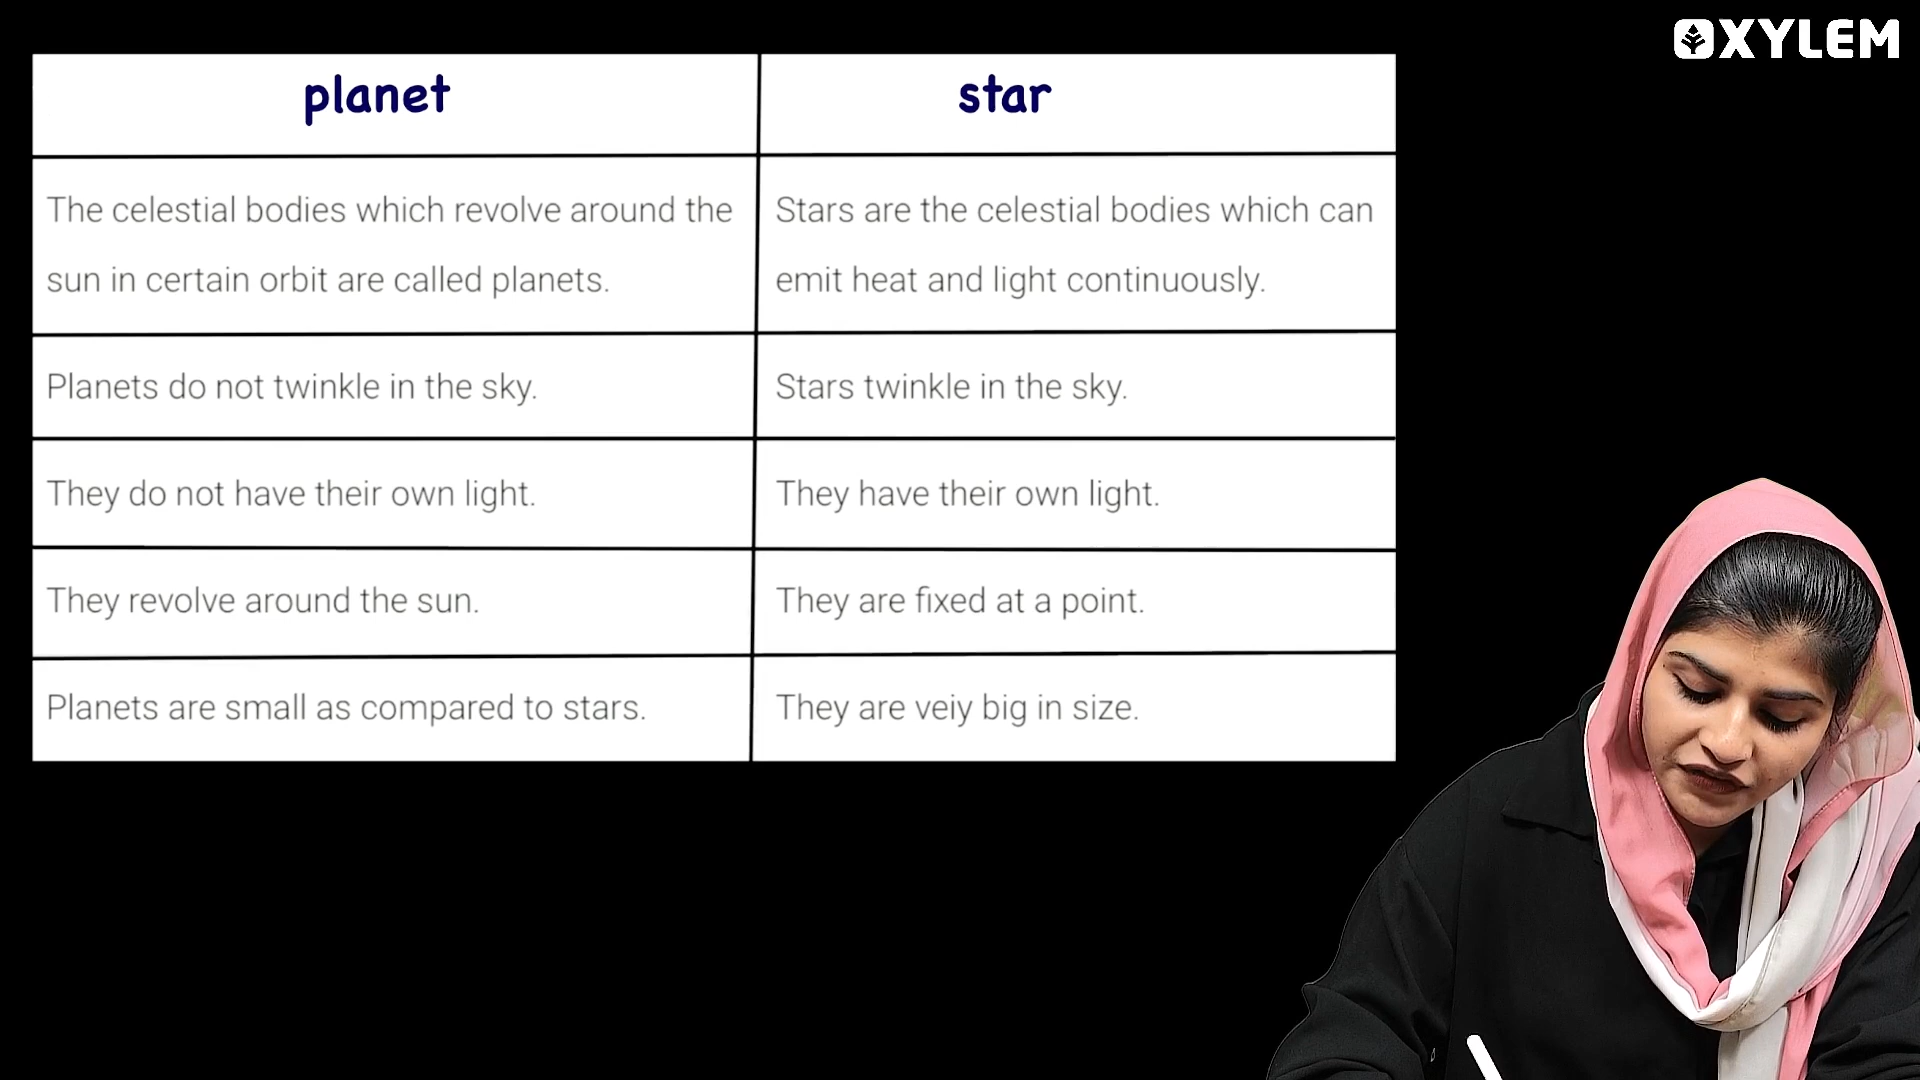 XYLEM
planet
star
The celestial bodies which revolve around the
sun in certain orbit are called planets.
Stars are the celestial bodies which can
emit heat and light continuously.
Planets do not twinkle in the sky.
Stars twinkle in the sky.
They do not have their own light.
They have their own light.
They revolve around the sun.
They are fixed at a point.
Planets are small as compared to stars.
They are veiy big in size.